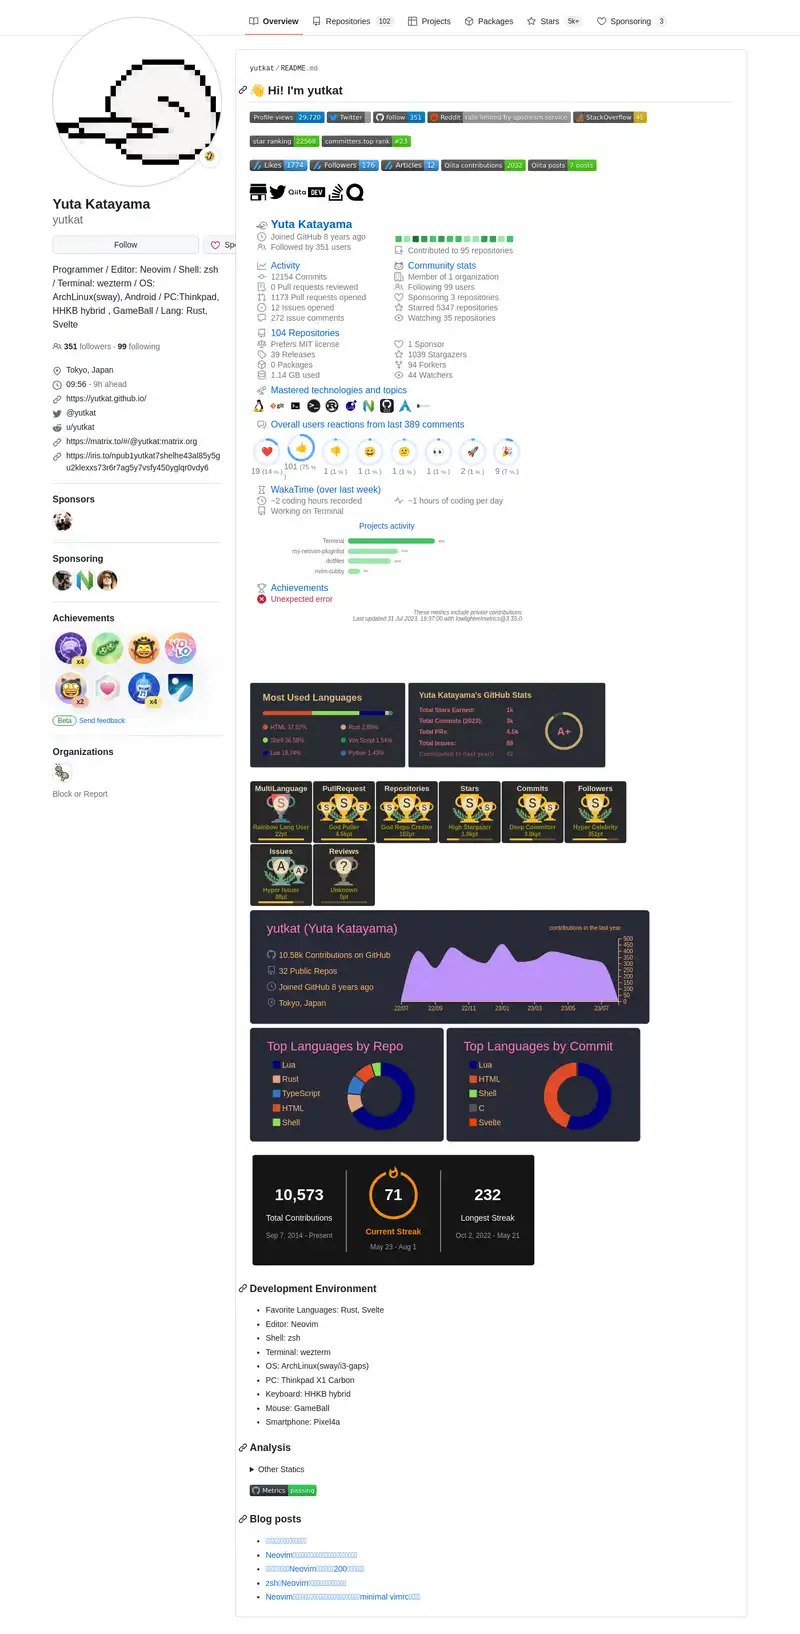 Overview
Repositories 102
Projects
Packages
Stars 5k+
Sponsoring 3
Yuta Katayama
yutkat
Follow
Programmer / Editor: Neovim / Shell: zsh
/ Terminal: wezterm / OS:
ArchLinux(sway), Android / PC:Thinkpad,
HHKB hybrid , GameBall / Lang: Rust,
Svelte
351 followers · 99 following
Tokyo, Japan
09:56 - 9h ahead
https://yutkat.github.io/
@yutkat
u/yutkat
https://matrix.to/#/@yutkat:matrix.org
Sponsors
Sponsoring
Achievements
x4
x2
x4
Beta Send feedback
Organizations
Block or Report
yutkat / README.md
👋 Hi! I'm yutkat
Profile views 29,720
Twitter
follow 351
Reddit rate limited by upstream service
StackOverflow 41
star ranking 22568
committers.top rank #23
Likes 1774
Followers 176
Articles 12
Qiita contributions 2032
Qiita posts 7 posts
Qiita
DEV
Yuta Katayama
Joined GitHub 8 years ago
Followed by 351 users
Contributed to 95 repositories
Activity
12154 Commits
0 Pull requests reviewed
1173 Pull requests opened
12 Issues opened
272 issue comments
Community stats
Member of 1 organization
Following 99 users
Sponsoring 3 repositories
Starred 5347 repositories
Watching 35 repositories
104 Repositories
Prefers MIT license
39 Releases
0 Packages
1.14 GB used
1 Sponsor
1039 Stargazers
94 Forkers
44 Watchers
Mastered technologies and topics
Overall users reactions from last 389 comments
19 (14 %)
101 (75 %)
1 (1 %)
1 (1 %)
1 (1 %)
1 (1 %)
2 (1 %)
9 (7 %)
WakaTime (over last week)
~2 coding hours recorded
~1 hours of coding per day
Working on Terminal
Projects activity
Terminal
my-neovim-pluginlist
dotfiles
nvim-cubby
Achievements
Unexpected error
These metrics include private contributions
Last updated 31 Jul 2023, 19:37:00 with lowlighter/metrics@3.33.0
Most Used Languages
HTML 37.52%
Rust 2.89%
Shell 36.58%
Vim Script 1.54%
Lua 18.74%
Python 1.43%
Yuta Katayama's GitHub Stats
Total Stars Earned: 1k
Total Commits (2023): 3k
Total PRs: 4.5k
Total Issues: 88
Contributed to (last year): 42
A+
MultiLanguage
S
Rainbow Lang User
22pt
PullRequest
S
God Puller
4.5kpt
Repositories
S
God Repo Creator
102pt
Stars
S
High Stargazer
1.0kpt
Commits
S
Deep Committer
3.0kpt
Followers
S
Hyper Celebrity
351pt
Issues
A
Hyper Issuer
88pt
Reviews
?
Unknown
0pt
yutkat (Yuta Katayama)
10.58k Contributions on GitHub
32 Public Repos
Joined GitHub 8 years ago
Tokyo, Japan
contributions in the last year
500
450
400
350
300
250
200
150
100
50
0
22/07 22/09 22/11 23/01 23/03 23/05 23/07
Top Languages by Repo
Lua
Rust
TypeScript
HTML
Shell
Top Languages by Commit
Lua
HTML
Shell
C
Svelte
10,573
Total Contributions
Sep 7, 2014 - Present
71
Current Streak
May 23 - Aug 1
232
Longest Streak
Oct 2, 2022 - May 21
Development Environment
Favorite Languages: Rust, Svelte
Editor: Neovim
Shell: zsh
Terminal: wezterm
OS: ArchLinux(sway/i3-gaps)
PC: Thinkpad X1 Carbon
Keyboard: HHKB hybrid
Mouse: GameBall
Smartphone: Pixel4a
Analysis
Other Statics
Metrics passing
Blog posts
Neovim
Neovim 200
zsh Neovim
Neovim minimal vimrc